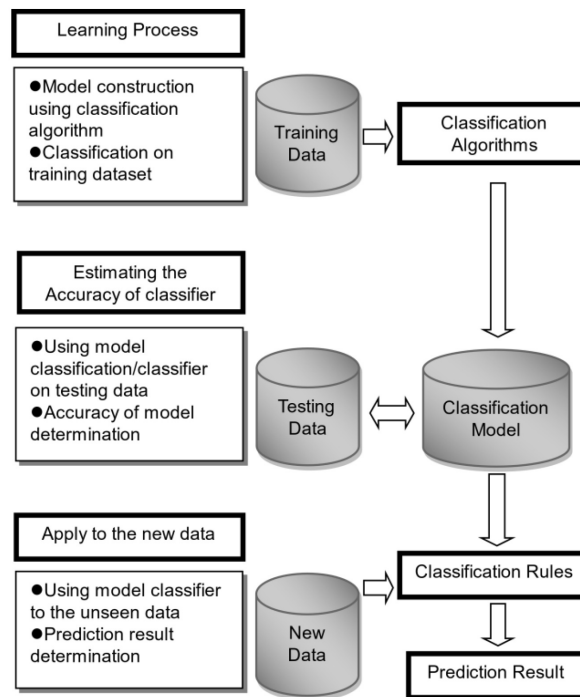 Learning Process
●Model construction
using classification
algorithm
●Classification on
training dataset
Training
Data
Classification
Algorithms
Estimating the
Accuracy of classifier
●Using model
classification/classifier
on testing data
●Accuracy of model
determination
Testing
Data
Classification
Model
Apply to the new data
●Using model classifier
to the unseen data
●Prediction result
determination
New
Data
Classification Rules
Prediction Result